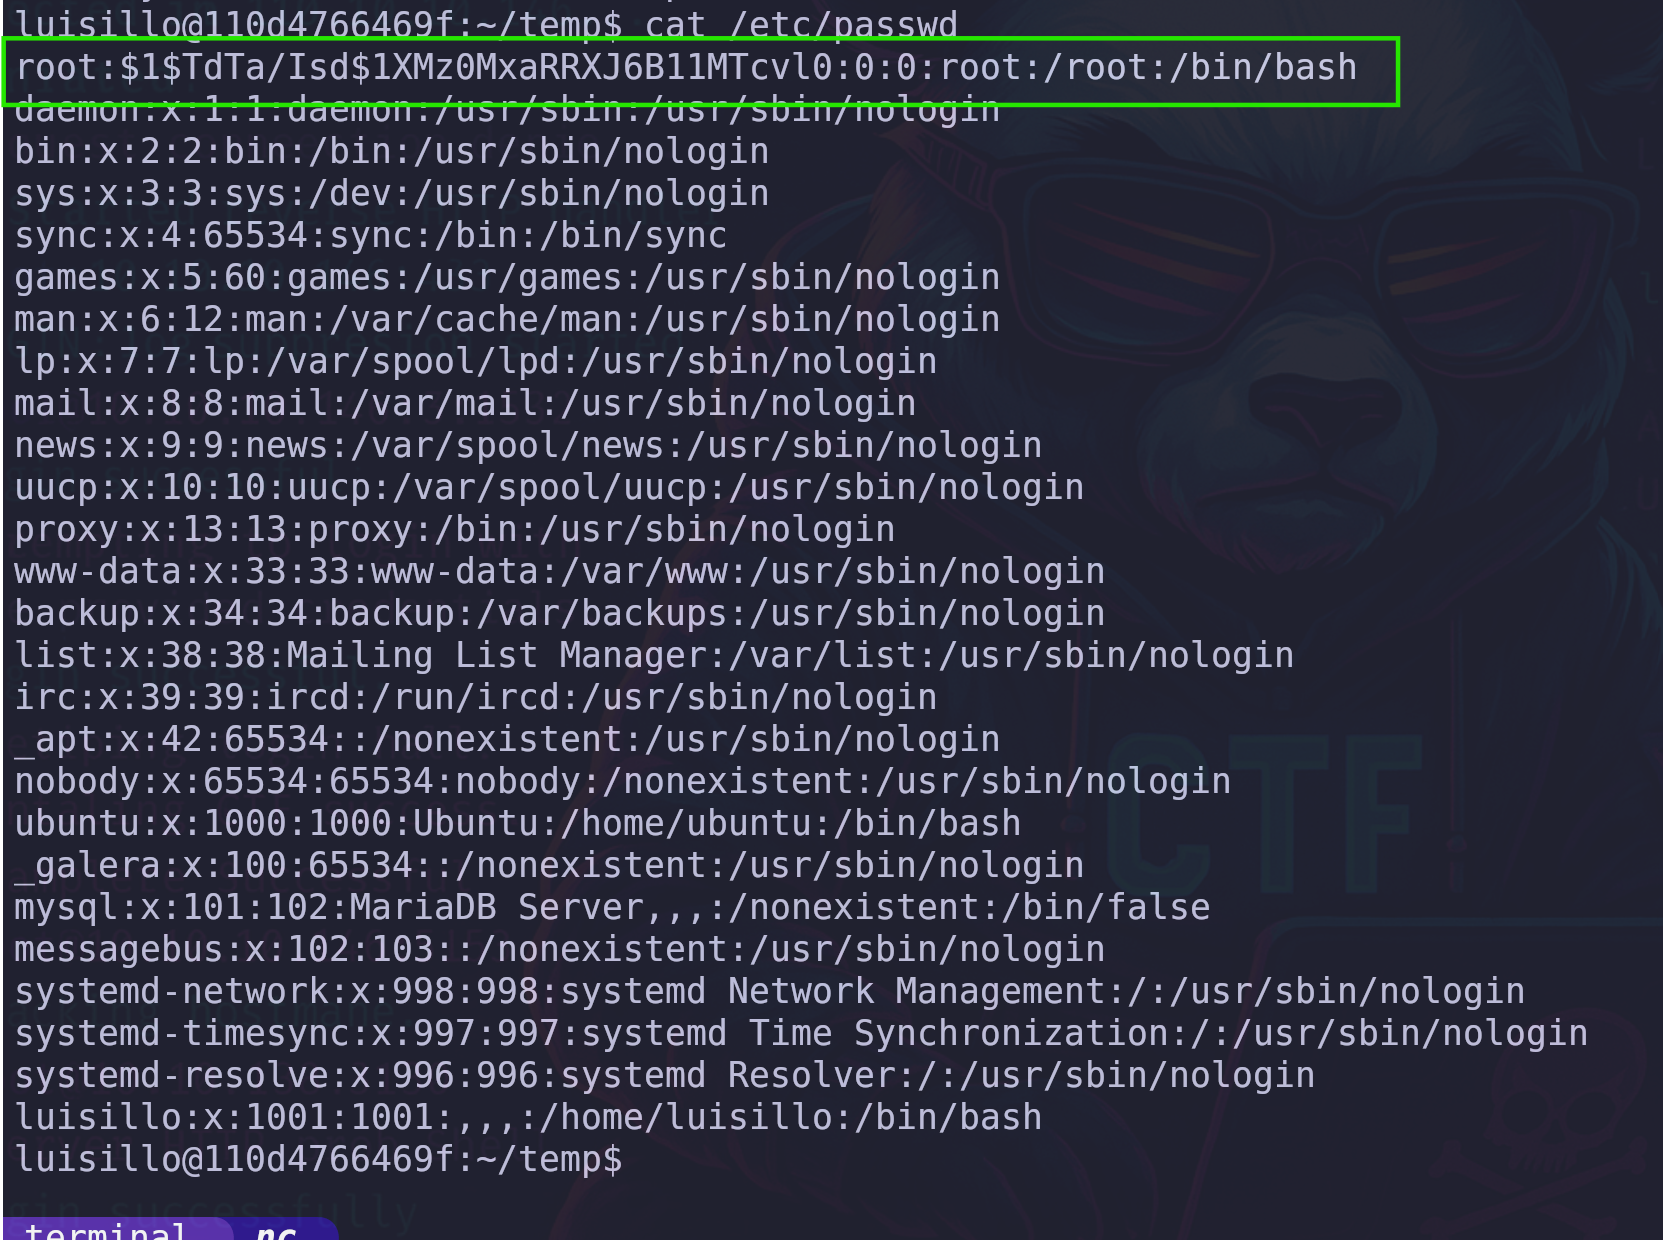 luisillo@110d4766469f:~/temp$ cat /etc/passwd
root:$1$TdTa/Isd$1XMz0MxaRRXJ6B11MTcvl0:0:0:root:/root:/bin/bash
daemon:x:1:1:daemon:/usr/sbin:/usr/sbin/nologin
bin:x:2:2:bin:/bin:/usr/sbin/nologin
sys:x:3:3:sys:/dev:/usr/sbin/nologin
sync:x:4:65534:sync:/bin:/bin/sync
games:x:5:60:games:/usr/games:/usr/sbin/nologin
man:x:6:12:man:/var/cache/man:/usr/sbin/nologin
lp:x:7:7:lp:/var/spool/lpd:/usr/sbin/nologin
mail:x:8:8:mail:/var/mail:/usr/sbin/nologin
news:x:9:9:news:/var/spool/news:/usr/sbin/nologin
uucp:x:10:10:uucp:/var/spool/uucp:/usr/sbin/nologin
proxy:x:13:13:proxy:/bin:/usr/sbin/nologin
www-data:x:33:33:www-data:/var/www:/usr/sbin/nologin
backup:x:34:34:backup:/var/backups:/usr/sbin/nologin
list:x:38:38:Mailing List Manager:/var/list:/usr/sbin/nologin
irc:x:39:39:ircd:/run/ircd:/usr/sbin/nologin
_apt:x:42:65534::/nonexistent:/usr/sbin/nologin
nobody:x:65534:65534:nobody:/nonexistent:/usr/sbin/nologin
ubuntu:x:1000:1000:Ubuntu:/home/ubuntu:/bin/bash
_galera:x:100:65534::/nonexistent:/usr/sbin/nologin
mysql:x:101:102:MariaDB Server,,,:/nonexistent:/bin/false
messagebus:x:102:103::/nonexistent:/usr/sbin/nologin
systemd-network:x:998:998:systemd Network Management:/:/usr/sbin/nologin
systemd-timesync:x:997:997:systemd Time Synchronization:/:/usr/sbin/nologin
systemd-resolve:x:996:996:systemd Resolver:/:/usr/sbin/nologin
luisillo:x:1001:1001:,,,:/home/luisillo:/bin/bash
luisillo@110d4766469f:~/temp$
CTF
terminal nc